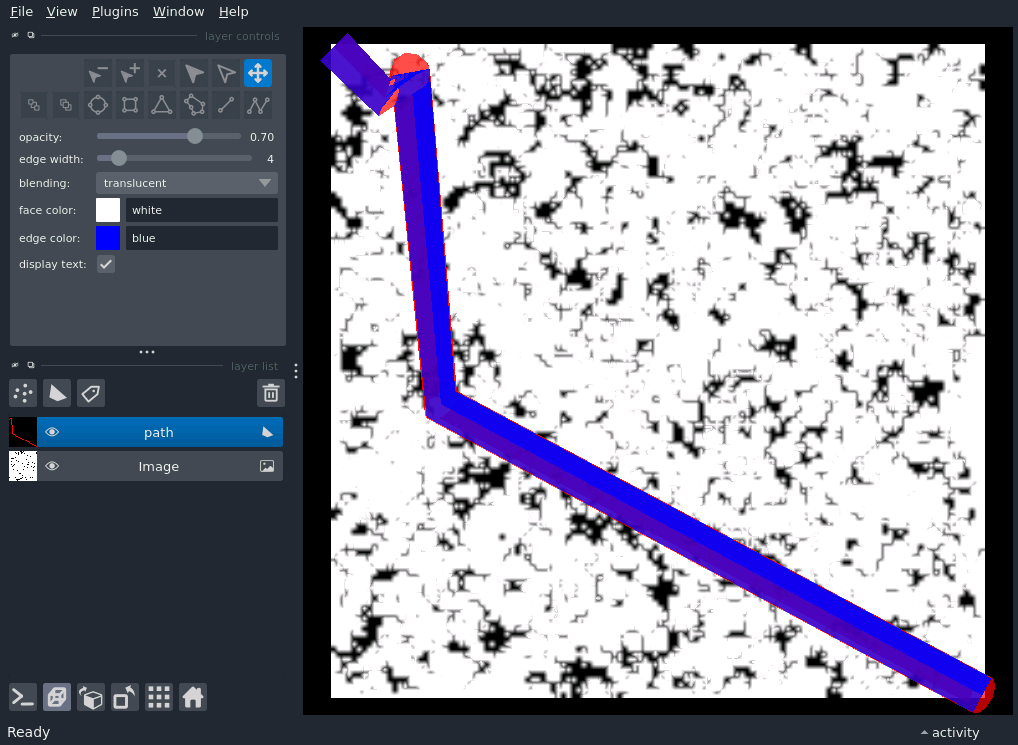 File View Plugins Window Help
layer controls
opacity: 0.70
edge width: 4
blending: translucent
face color: white
edge color: blue
display text:
layer list
path
Image
Ready
activity